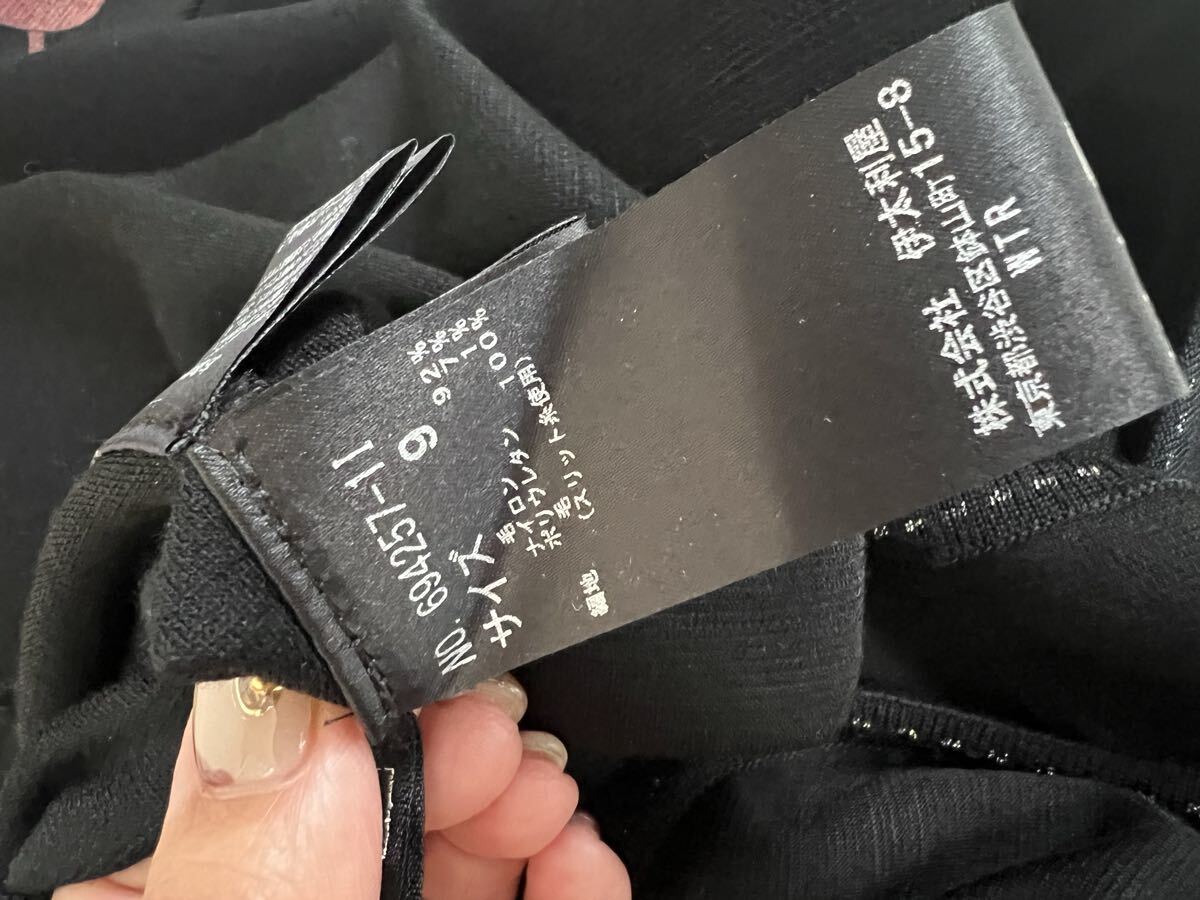 NO. 694257-11
サイズ 9
綿 92%
ナイロン 7%
ポリウレタン 1%
綿 100%
(スリット糸使用)
編地
株式会社 伊太利屋
東京都渋谷区鉢山町15-8
WTR